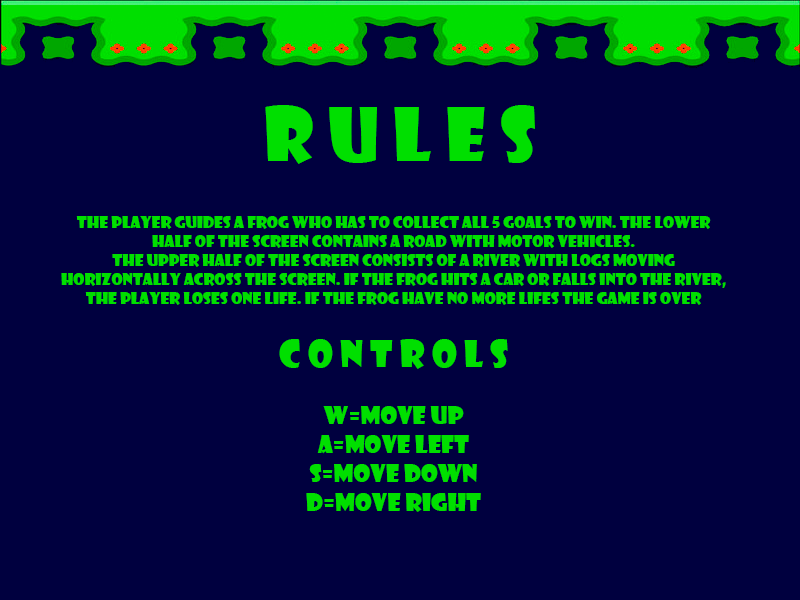 RULES
THE PLAYER GUIDES A FROG WHO HAS TO COLLECT ALL 5 GOALS TO WIN. THE LOWER
HALF OF THE SCREEN CONTAINS A ROAD WITH MOTOR VEHICLES.
THE UPPER HALF OF THE SCREEN CONSISTS OF A RIVER WITH LOGS MOVING
HORIZONTALLY ACROSS THE SCREEN. IF THE FROG HITS A CAR OR FALLS INTO THE RIVER,
THE PLAYER LOSES ONE LIFE. IF THE FROG HAVE NO MORE LIFES THE GAME IS OVER
CONTROLS
W=MOVE UP
A=MOVE LEFT
S=MOVE DOWN
D=MOVE RIGHT